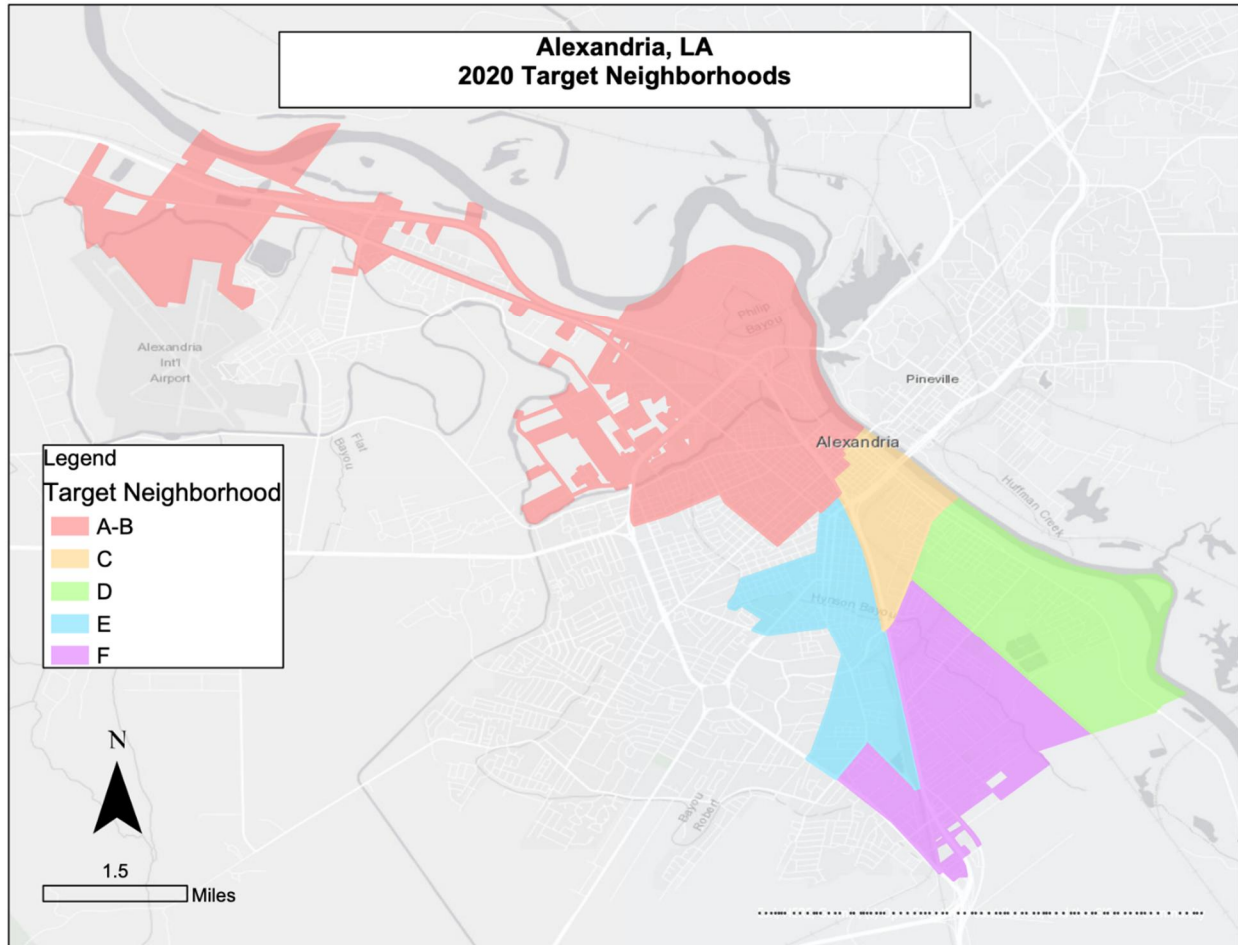 Alexandria, LA
2020 Target Neighborhoods
Philip
Bayou
Alexandria
Int'l
Airport
Pineville
Alexandria
Flat
Bayou
Huffman Creek
Legend
Target Neighborhood
A-B
C
D
E
F
Hynson Bayou
Bayou
Robert
N
1.5
Miles